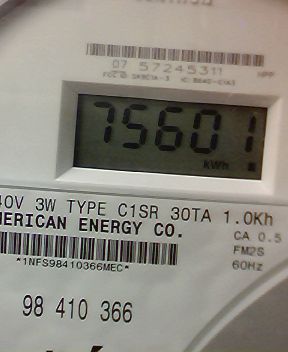 07 57245311
75601
kWh
40V 3W TYPE C1SR 30TA 1.0Kh
MERICAN ENERGY CO.
CA 0.5
FM2S
*1NFS98410366MEC*
60Hz
98 410 366